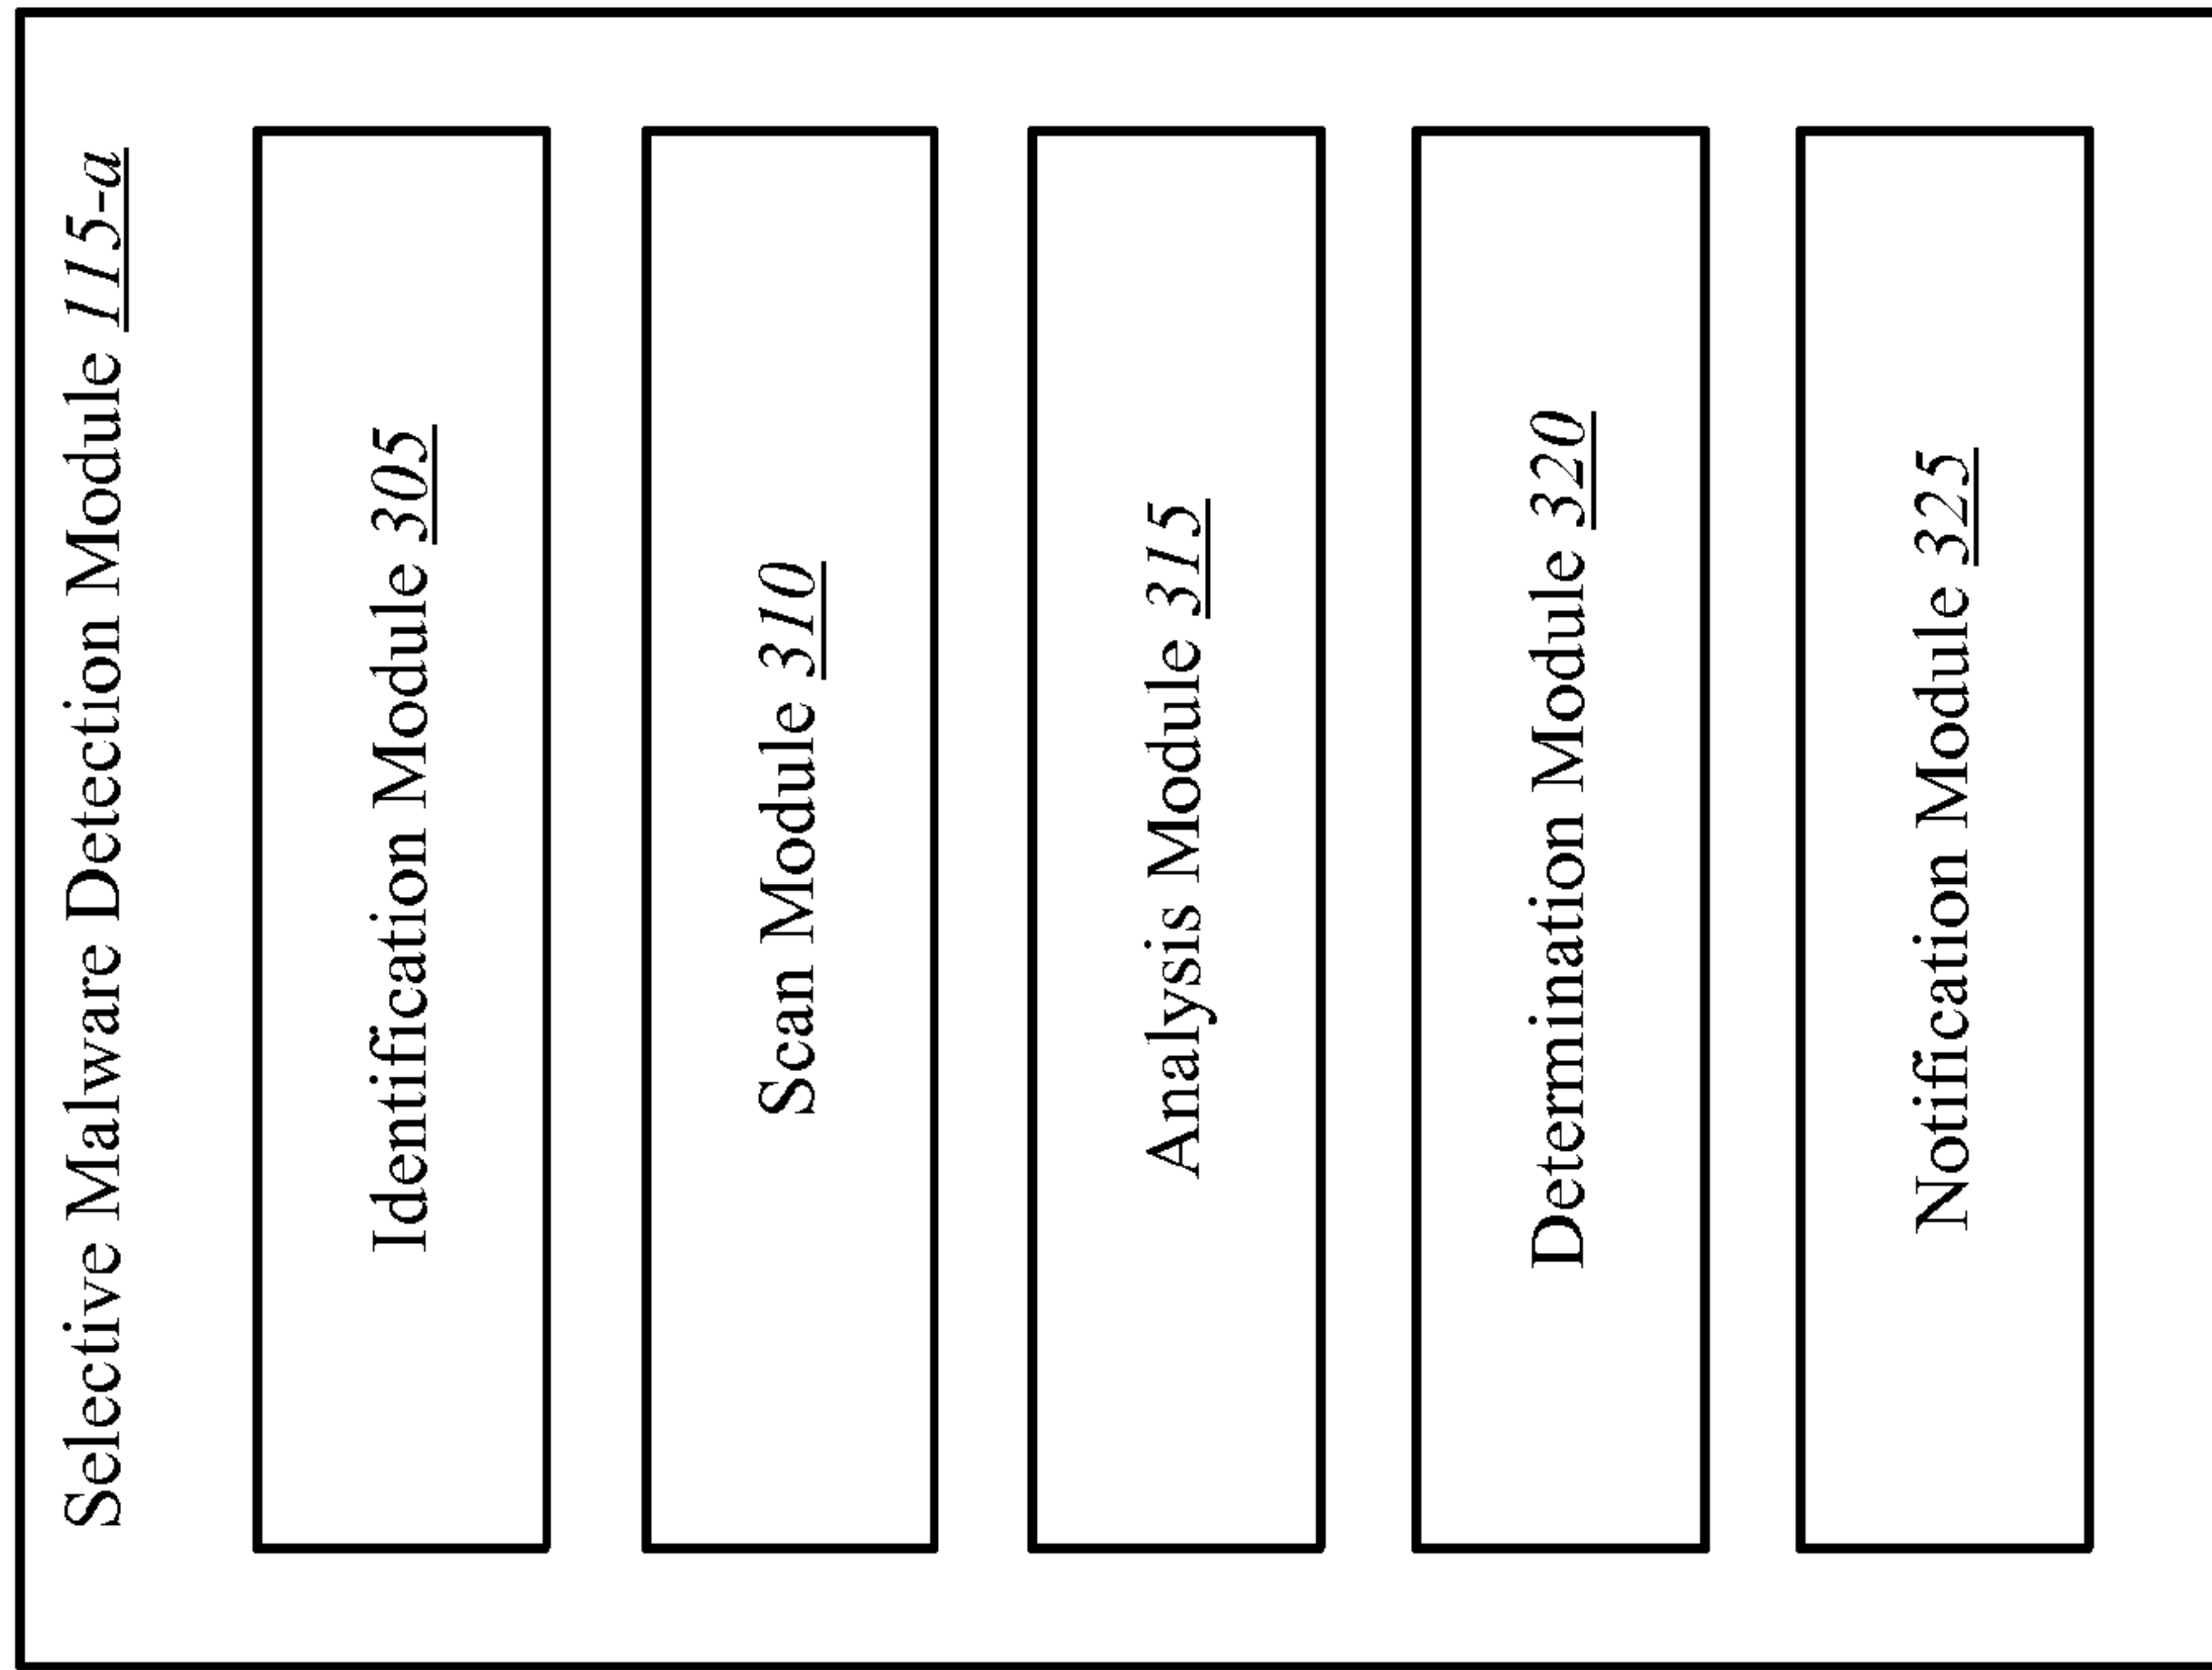 Selective Malware Detection Module 115-a
Identification Module 305
Scan Module 310
Analysis Module 315
Determination Module 320
Notification Module 325